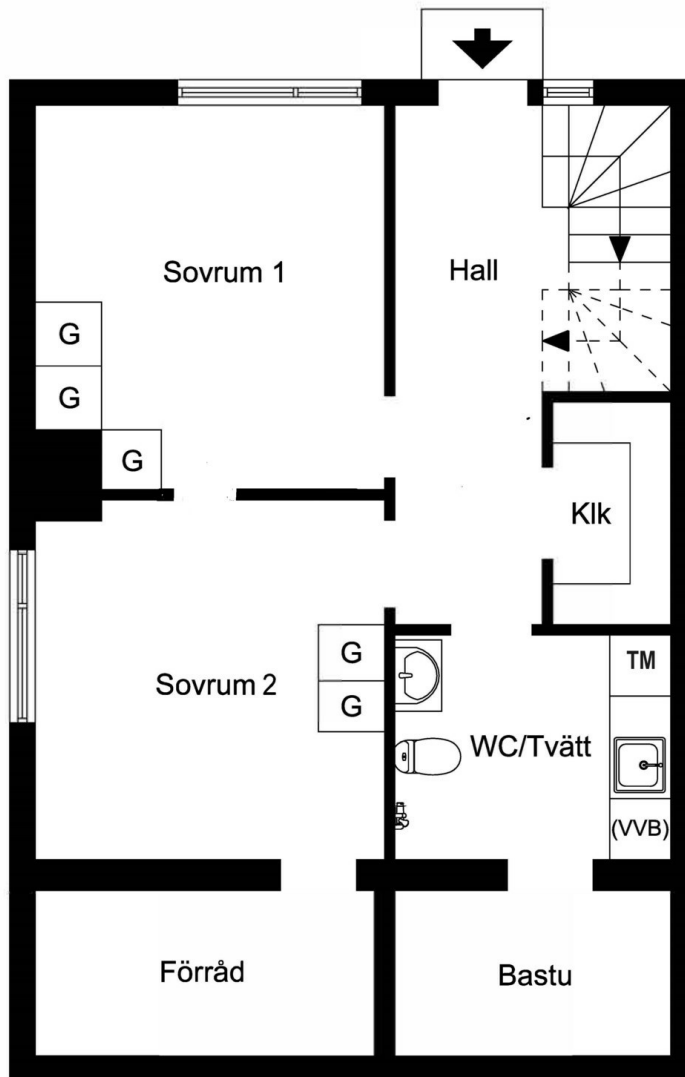 Sovrum 1
Hall
G
G
G
Klk
Sovrum 2
G
G
TM
WC/Tvätt
(VVB)
Förråd
Bastu